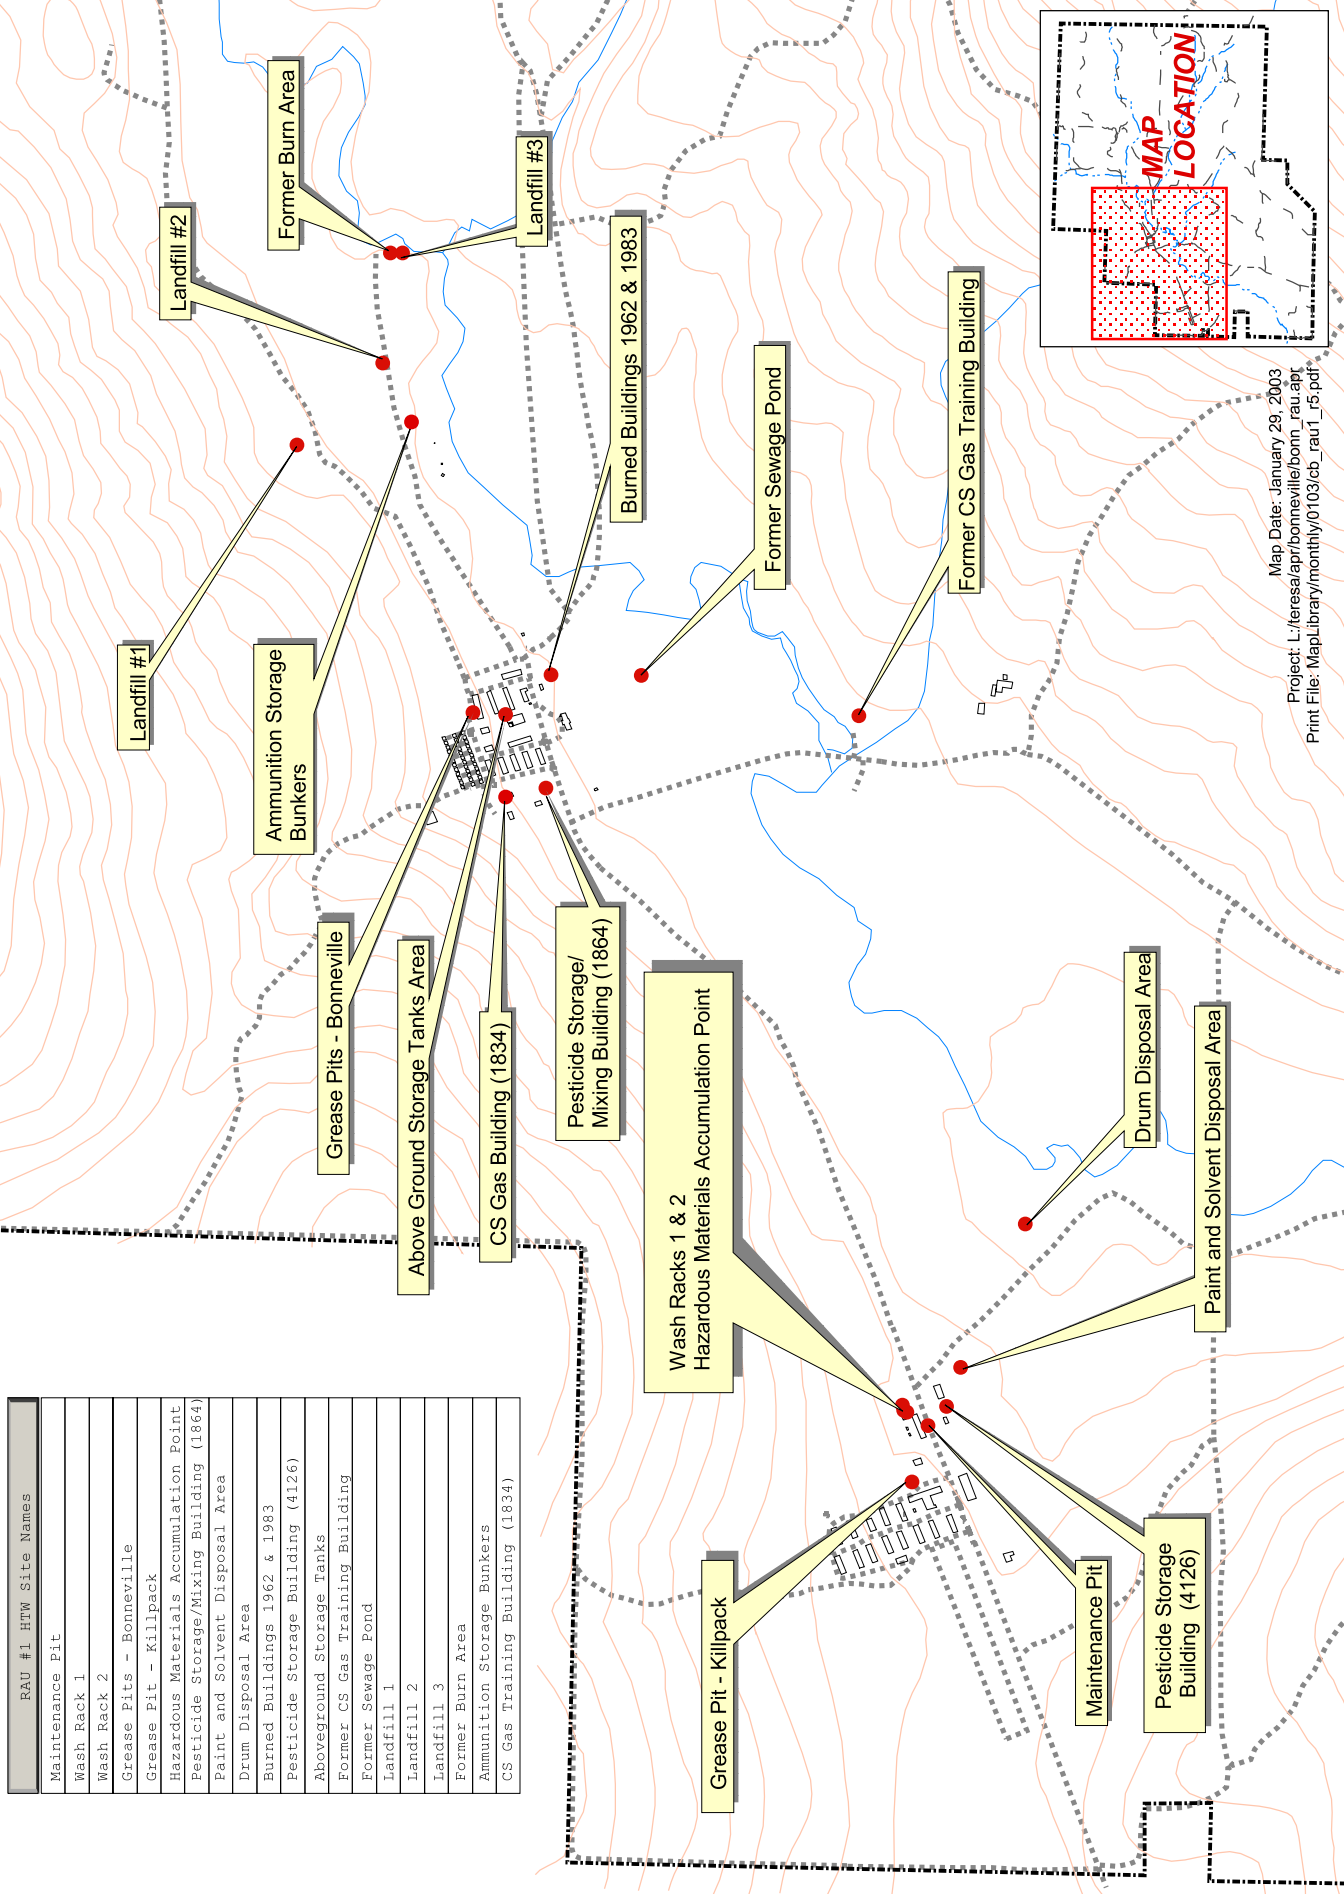 RAU #1 HTW Site Names
Maintenance Pit
Wash Rack 1
Wash Rack 2
Grease Pits - Bonneville
Grease Pit - Killpack
Hazardous Materials Accumulation Point
Pesticide Storage/Mixing Building (1864)
Paint and Solvent Disposal Area
Drum Disposal Area
Burned Buildings 1962 & 1983
Pesticide Storage Building (4126)
Aboveground Storage Tanks
Former CS Gas Training Building
Former Sewage Pond
Landfill 1
Landfill 2
Landfill 3
Former Burn Area
Ammunition Storage Bunkers
CS Gas Training Building (1834)
Landfill #1
Landfill #2
Former Burn Area
Landfill #3
Ammunition Storage
Bunkers
Burned Buildings 1962 & 1983
Grease Pits - Bonneville
Above Ground Storage Tanks Area
CS Gas Building (1834)
Pesticide Storage/
Mixing Building (1864)
Former Sewage Pond
Former CS Gas Training Building
Wash Racks 1 & 2
Hazardous Materials Accumulation Point
Grease Pit - Killpack
Maintenance Pit
Pesticide Storage
Building (4126)
Drum Disposal Area
Paint and Solvent Disposal Area
MAP
LOCATION
Map Date: January 29, 2003
Project: L:/teresa/apr/bonneville/bonn_rau.apr
Print File: MapLibrary/monthly/0103/cb_rau1_r5.pdf